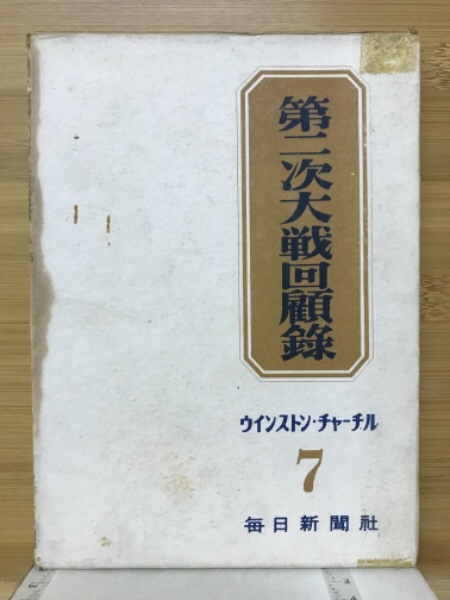 第二次大戦回顧錄
ウインストン・チャーチル
7
毎日新聞社